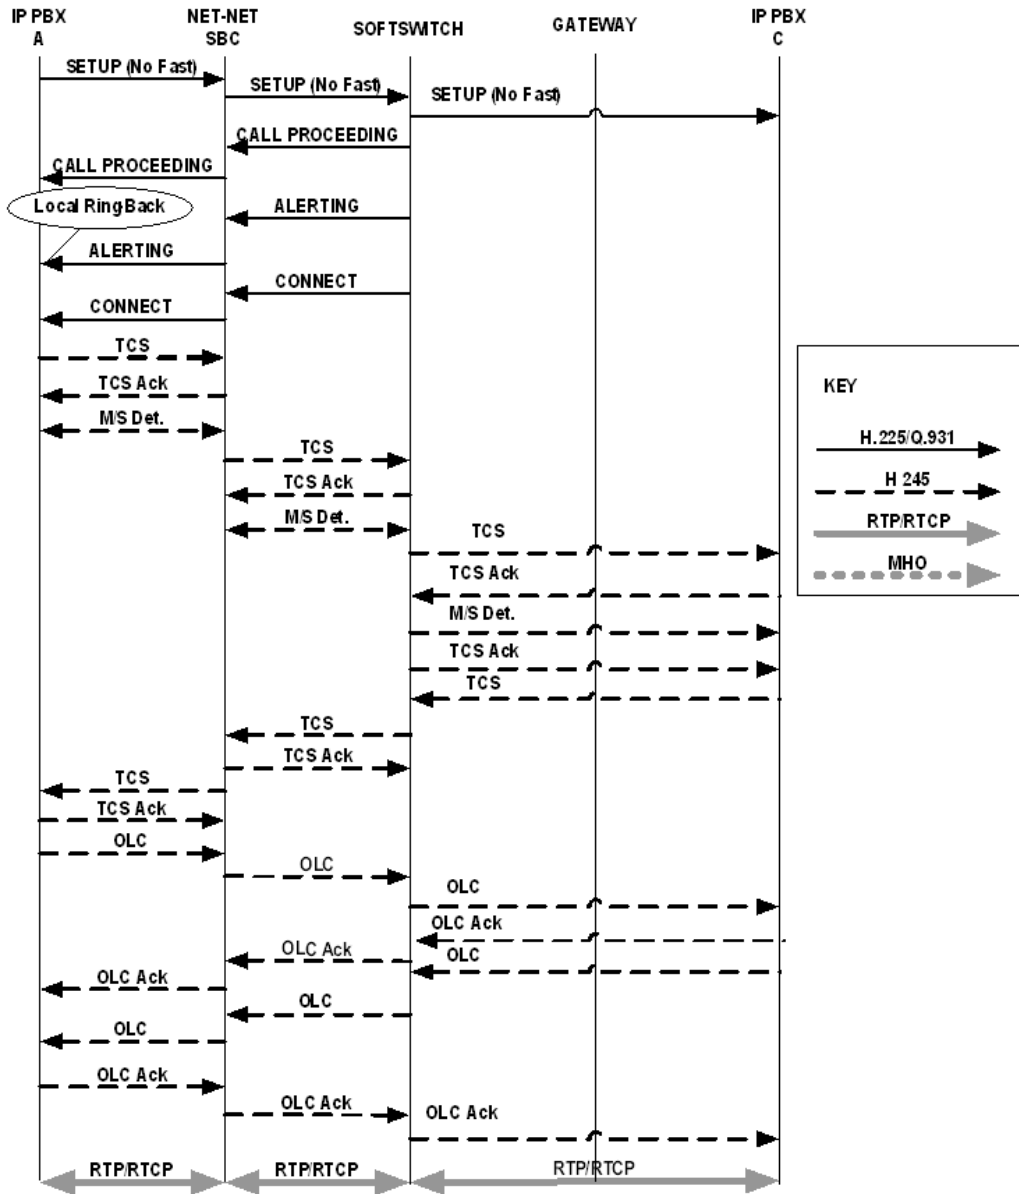 IP PBX
A
NET-NET
SBC
SOFTSWITCH
GATEWAY
IP PBX
C
SETUP (No Fast)
SETUP (No Fast)
SETUP (No Fast)
CALL PROCEEDING
CALL PROCEEDING
Local Ring-Back
ALERTING
ALERTING
CONNECT
CONNECT
TCS
TCS Ack
M/S Det.
TCS
TCS Ack
M/S Det.
TCS
TCS Ack
M/S Det.
TCS Ack
TCS
TCS
TCS Ack
TCS
TCS Ack
OLC
OLC
OLC
OLC Ack
OLC Ack
OLC
OLC Ack
OLC
OLC
OLC Ack
OLC Ack
OLC Ack
RTP/RTCP
RTP/RTCP
RTP/RTCP
KEY
H.225/Q.931
H 245
RTP/RTCP
MHO